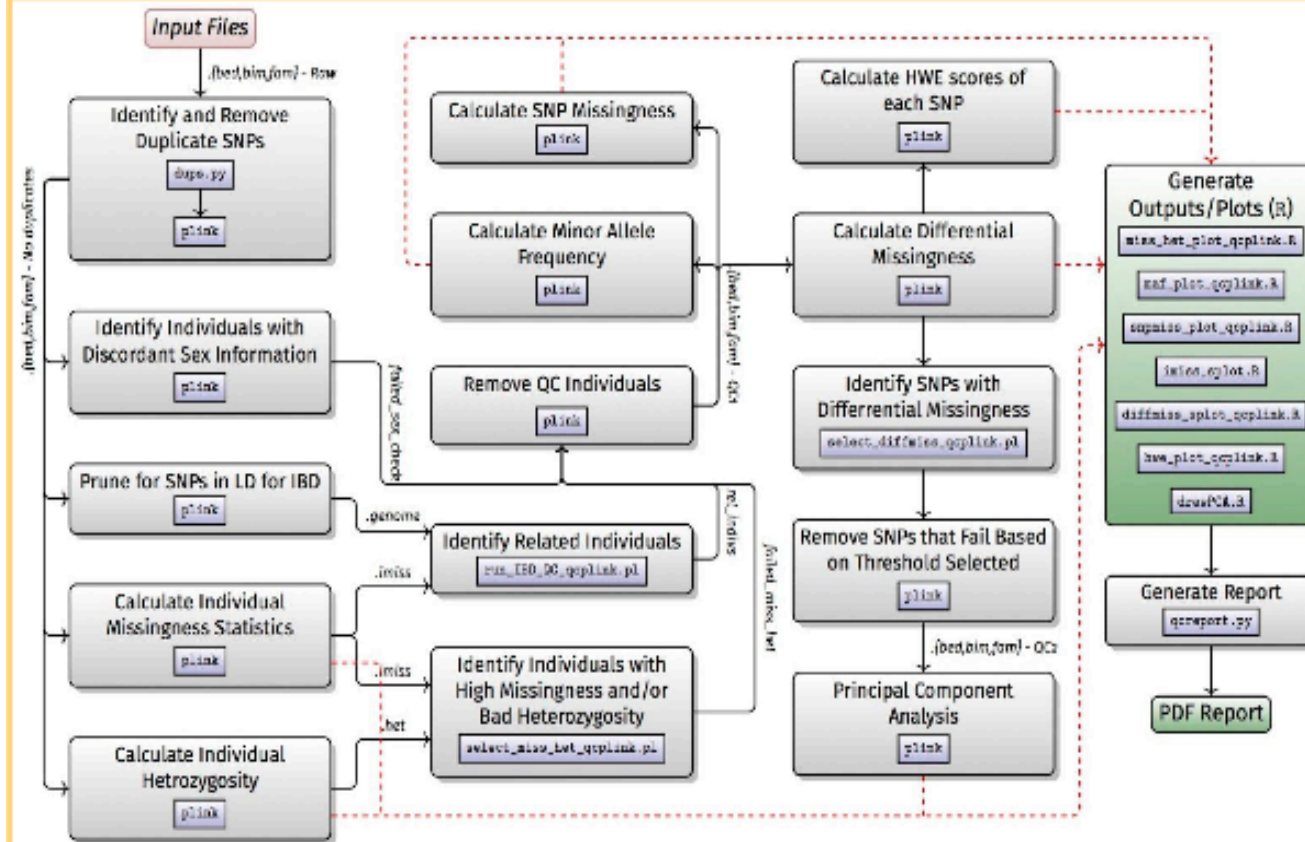 Input Files
.{bed,bim,fam} - Raw
Identify and Remove
Duplicate SNPs
dups.py
plink
.{bed,bim,fam} - No duplicates
Identify Individuals with
Discordant Sex Information
plink
failed_sex_check
Prune for SNPs in LD for IBD
plink
.genome
Calculate Individual
Missingness Statistics
plink
.imiss
.imiss
Calculate Individual
Hetrozygosity
plink
.het
Calculate SNP Missingness
plink
Calculate Minor Allele
Frequency
plink
.{bed,bim,fam} - QC1
Remove QC Individuals
plink
Identify Related Individuals
run_IBD_QC_qcplink.pl
rel_indivs
Identify Individuals with
High Missingness and/or
Bad Heterozygosity
select_miss_het_qcplink.pl
failed_miss_het
Calculate HWE scores of
each SNP
plink
Calculate Differential
Missingness
plink
Identify SNPs with
Differrential Missingness
select_diffmiss_qcplink.pl
Remove SNPs that Fail Based
on Threshold Selected
plink
.{bed,bim,fam} - QC2
Principal Component
Analysis
plink
Generate
Outputs/Plots (R)
miss_het_plot_qcplink.R
maf_plot_qcplink.R
snpmiss_plot_qcplink.R
imiss_splot.R
diffmiss_splot_qcplink.R
hwe_plot_qcplink.R
drawPCA.R
Generate Report
qcreport.py
PDF Report